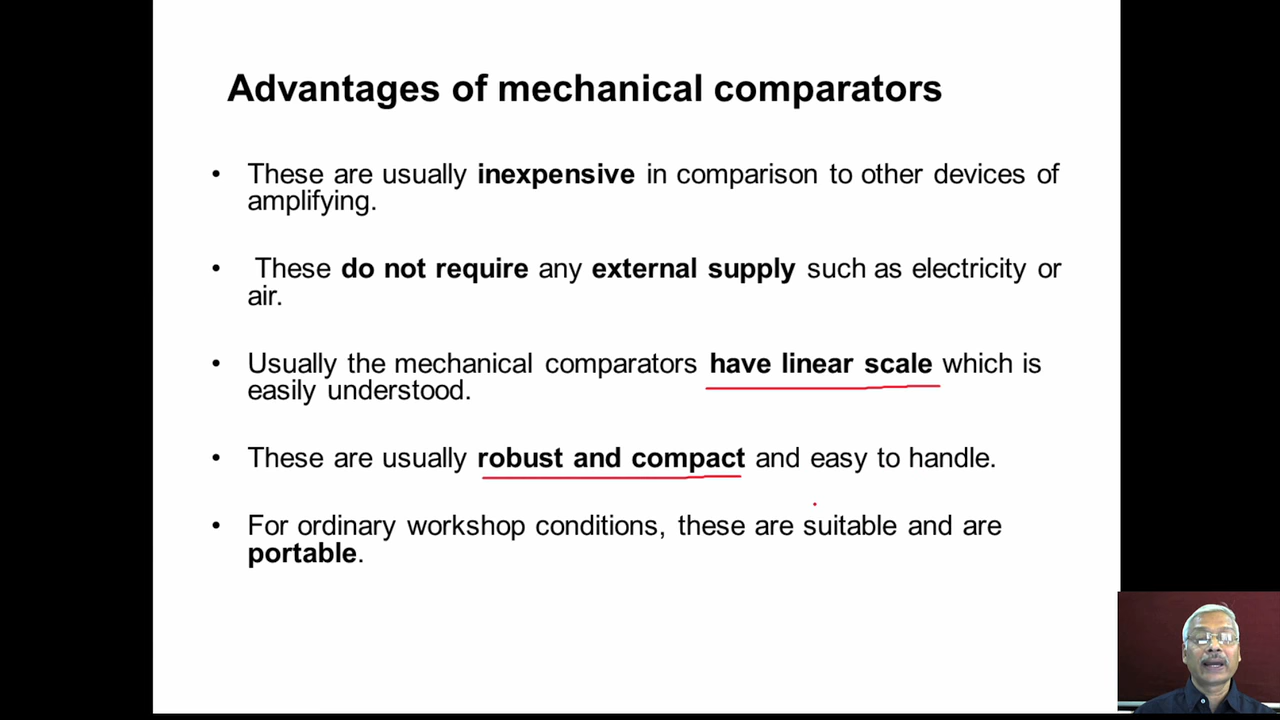 Advantages of mechanical comparators
• These are usually inexpensive in comparison to other devices of
amplifying.
• These do not require any external supply such as electricity or
air.
• Usually the mechanical comparators have linear scale which is
easily understood.
• These are usually robust and compact and easy to handle.
• For ordinary workshop conditions, these are suitable and are
portable.